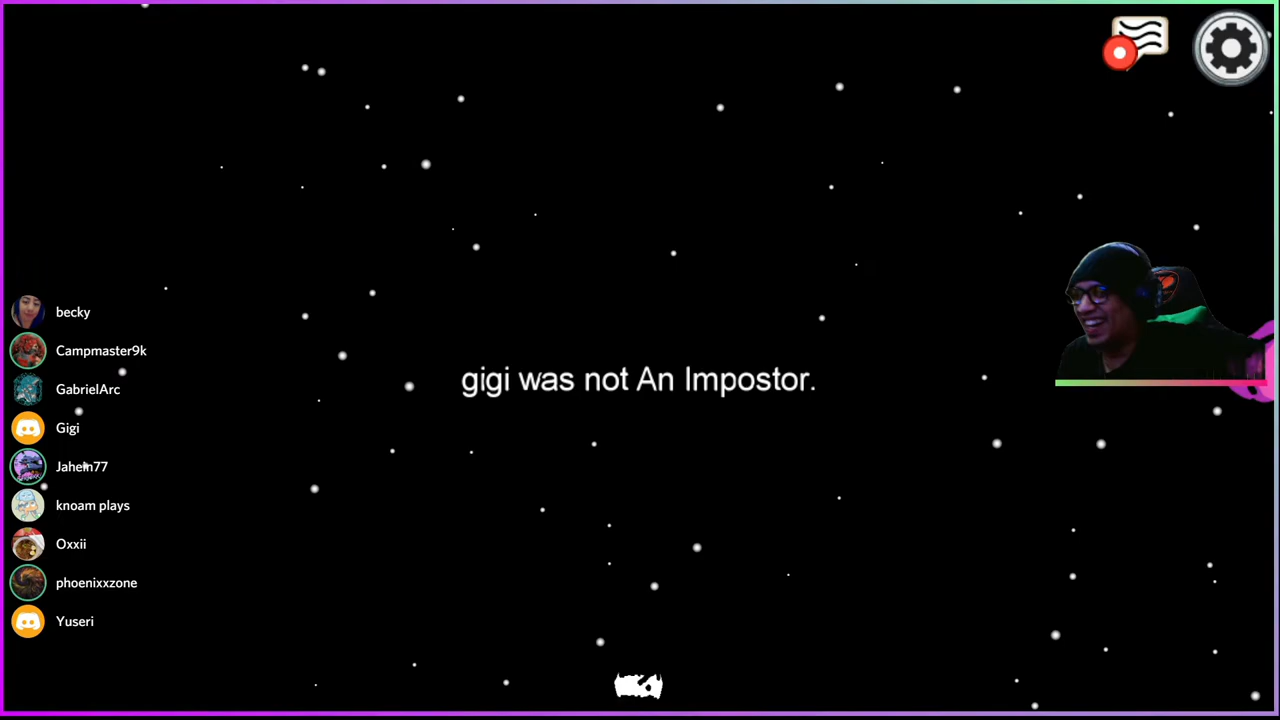 becky
Campmaster9k
GabrielArc
gigi was not An Impostor.
Gigi
Jahem77
knoam plays
Oxxii
phoenixxzone
Yuseri